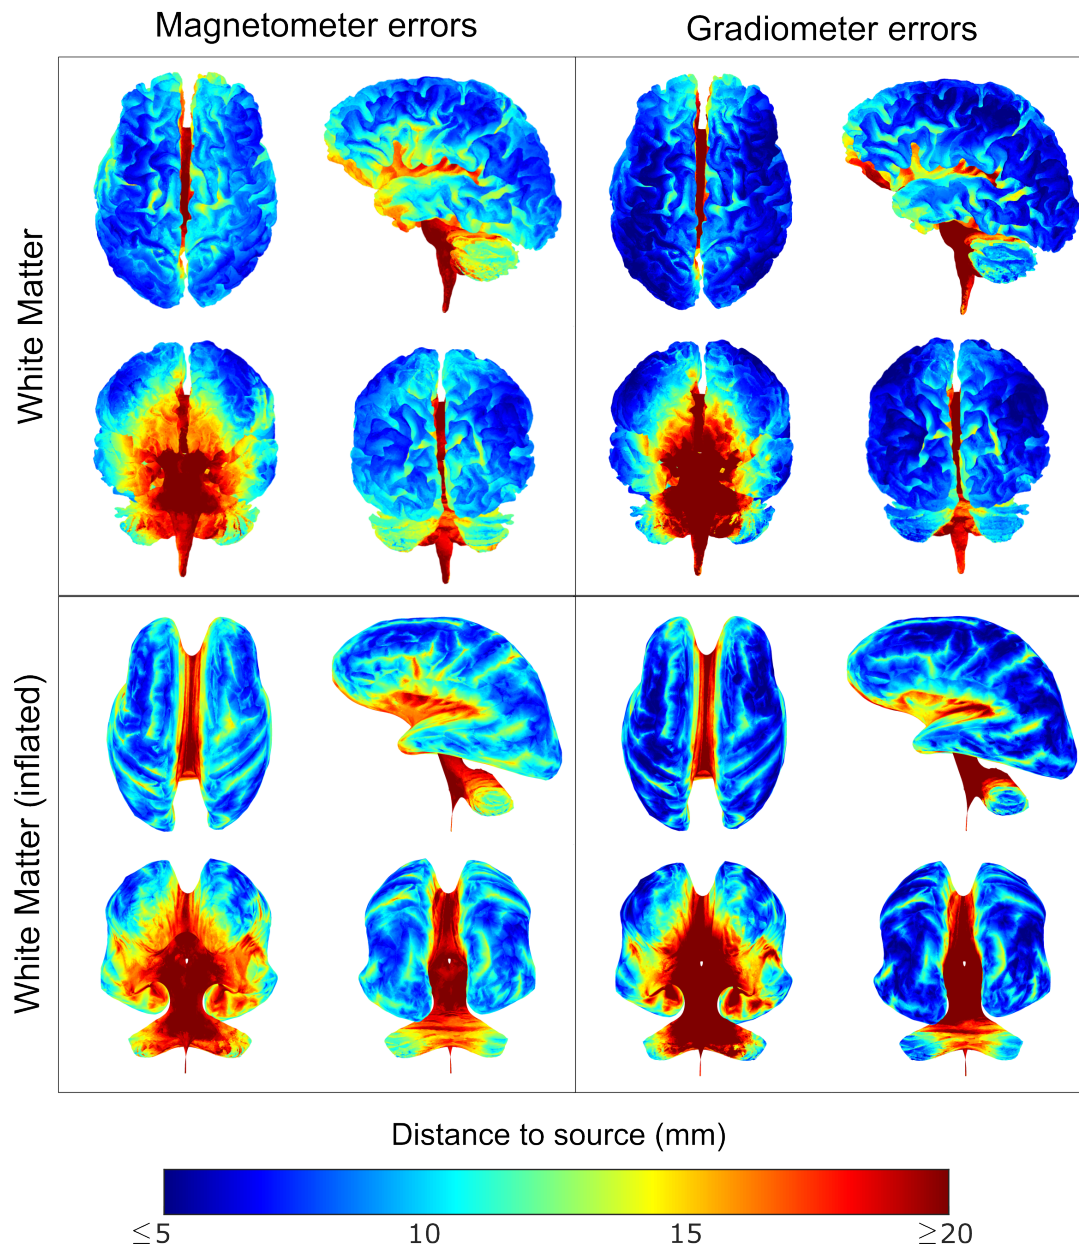 Magnetometer errors
Gradiometer errors
White Matter
White Matter (inflated)
Distance to source (mm)
≤5 10 15 ≥20